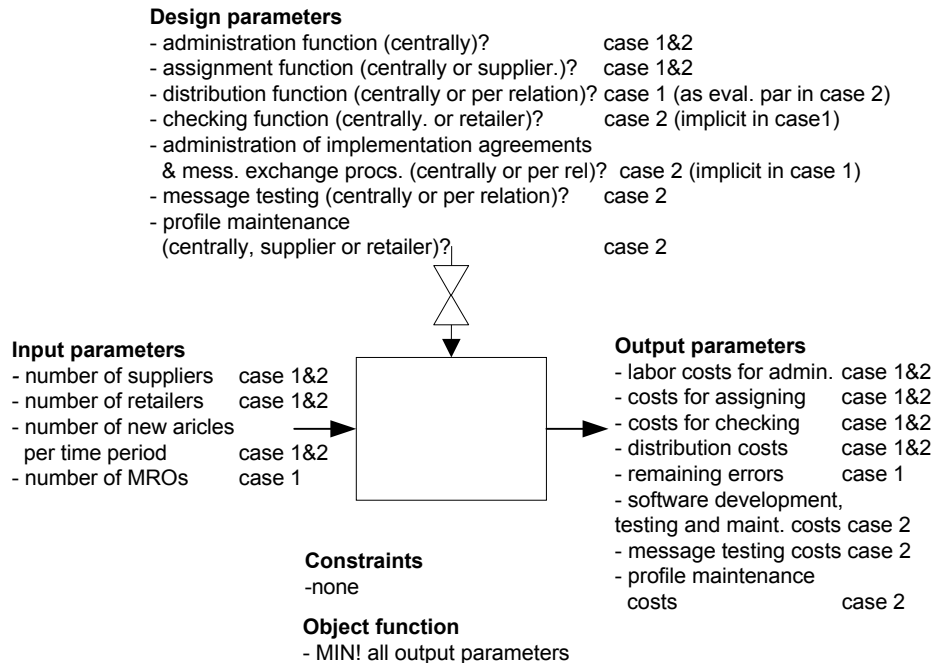 Design parameters
- administration function (centrally)? case 1&2
- assignment function (centrally or supplier.)? case 1&2
- distribution function (centrally or per relation)? case 1 (as eval. par in case 2)
- checking function (centrally. or retailer)? case 2 (implicit in case1)
- administration of implementation agreements
& mess. exchange procs. (centrally or per rel)? case 2 (implicit in case 1)
- message testing (centrally or per relation)? case 2
- profile maintenance
(centrally, supplier or retailer)? case 2
Input parameters
- number of suppliers case 1&2
- number of retailers case 1&2
- number of new aricles
per time period case 1&2
- number of MROs case 1
Output parameters
- labor costs for admin. case 1&2
- costs for assigning case 1&2
- costs for checking case 1&2
- distribution costs case 1&2
- remaining errors case 1
- software development,
testing and maint. costs case 2
- message testing costs case 2
- profile maintenance
costs case 2
Constraints
-none
Object function
- MIN! all output parameters